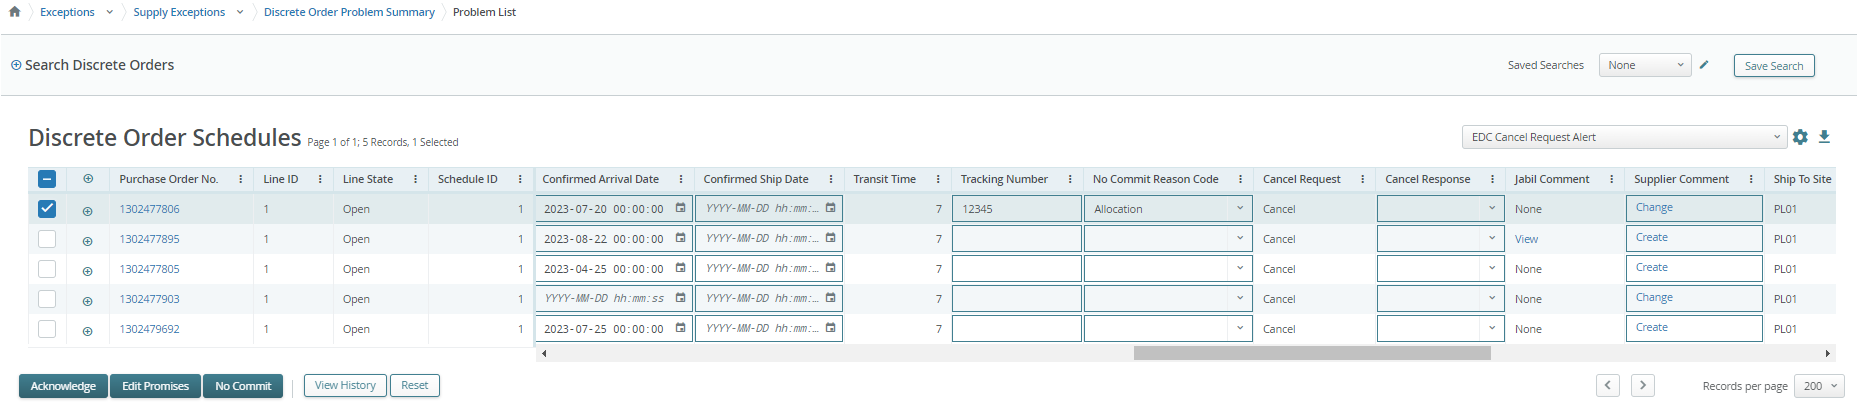 Exceptions Supply Exceptions Discrete Order Problem Summary Problem List
Search Discrete Orders Saved Searches None Save Search
Discrete Order Schedules Page 1 of 1; 5 Records, 1 Selected EDC Cancel Request Alert
Purchase Order No. Line ID Line State Schedule ID Confirmed Arrival Date Confirmed Ship Date Transit Time Tracking Number No Commit Reason Code Cancel Request Cancel Response Jabil Comment Supplier Comment Ship To Site
1302477806 1 Open 1 2023-07-20 00:00:00 YYYY-MM-DD hh:mm:... 7 12345 Allocation Cancel None Change PL01
1302477895 1 Open 1 2023-08-22 00:00:00 YYYY-MM-DD hh:mm:... 7 Cancel View Create PL01
1302477805 1 Open 1 2023-04-25 00:00:00 YYYY-MM-DD hh:mm:... 7 Cancel None Create PL01
1302477903 1 Open 1 YYYY-MM-DD hh:mm:ss YYYY-MM-DD hh:mm:... 7 Cancel None Change PL01
1302479692 1 Open 1 2023-07-25 00:00:00 YYYY-MM-DD hh:mm:... 7 Cancel None Create PL01
Acknowledge Edit Promises No Commit View History Reset Records per page 200